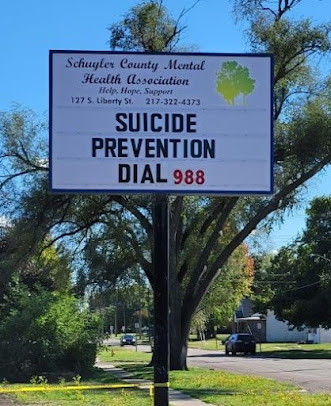 Schuyler County Mental
Health Association
Help, Hope, Support
127 S. Liberty St. 217-322-4373
SUICIDE
PREVENTION
DIAL 988